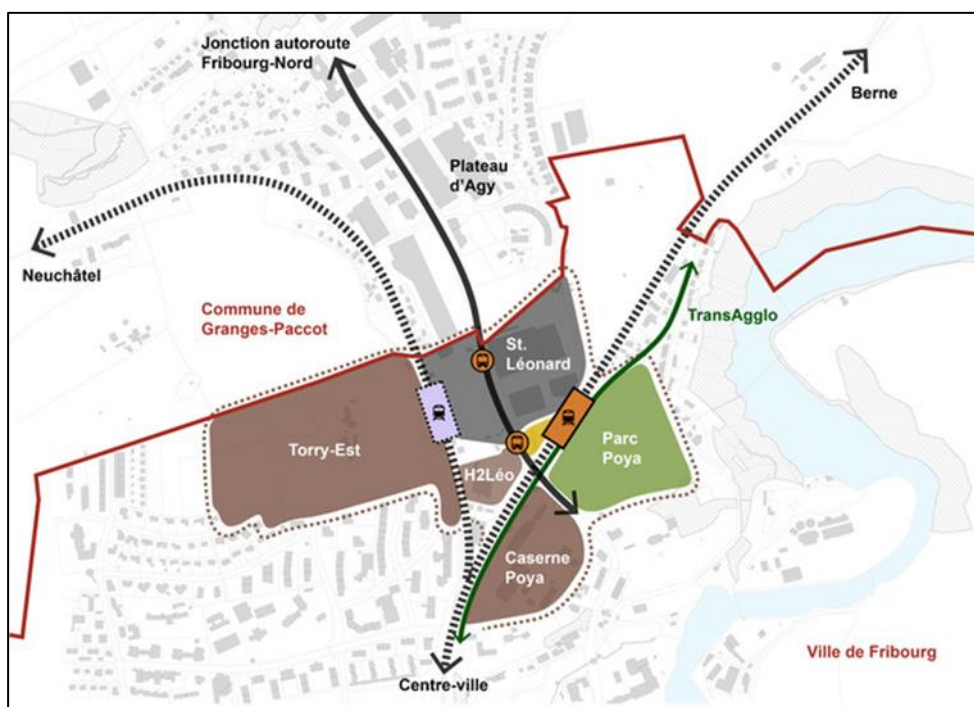 Jonction autoroute
Fribourg-Nord
Berne
Plateau
d'Agy
Neuchâtel
Commune de
Granges-Paccot
TransAgglo
St.
Léonard
Torry-Est
Parc
Poya
H2Léo
Caserne
Poya
Ville de Fribourg
Centre-ville